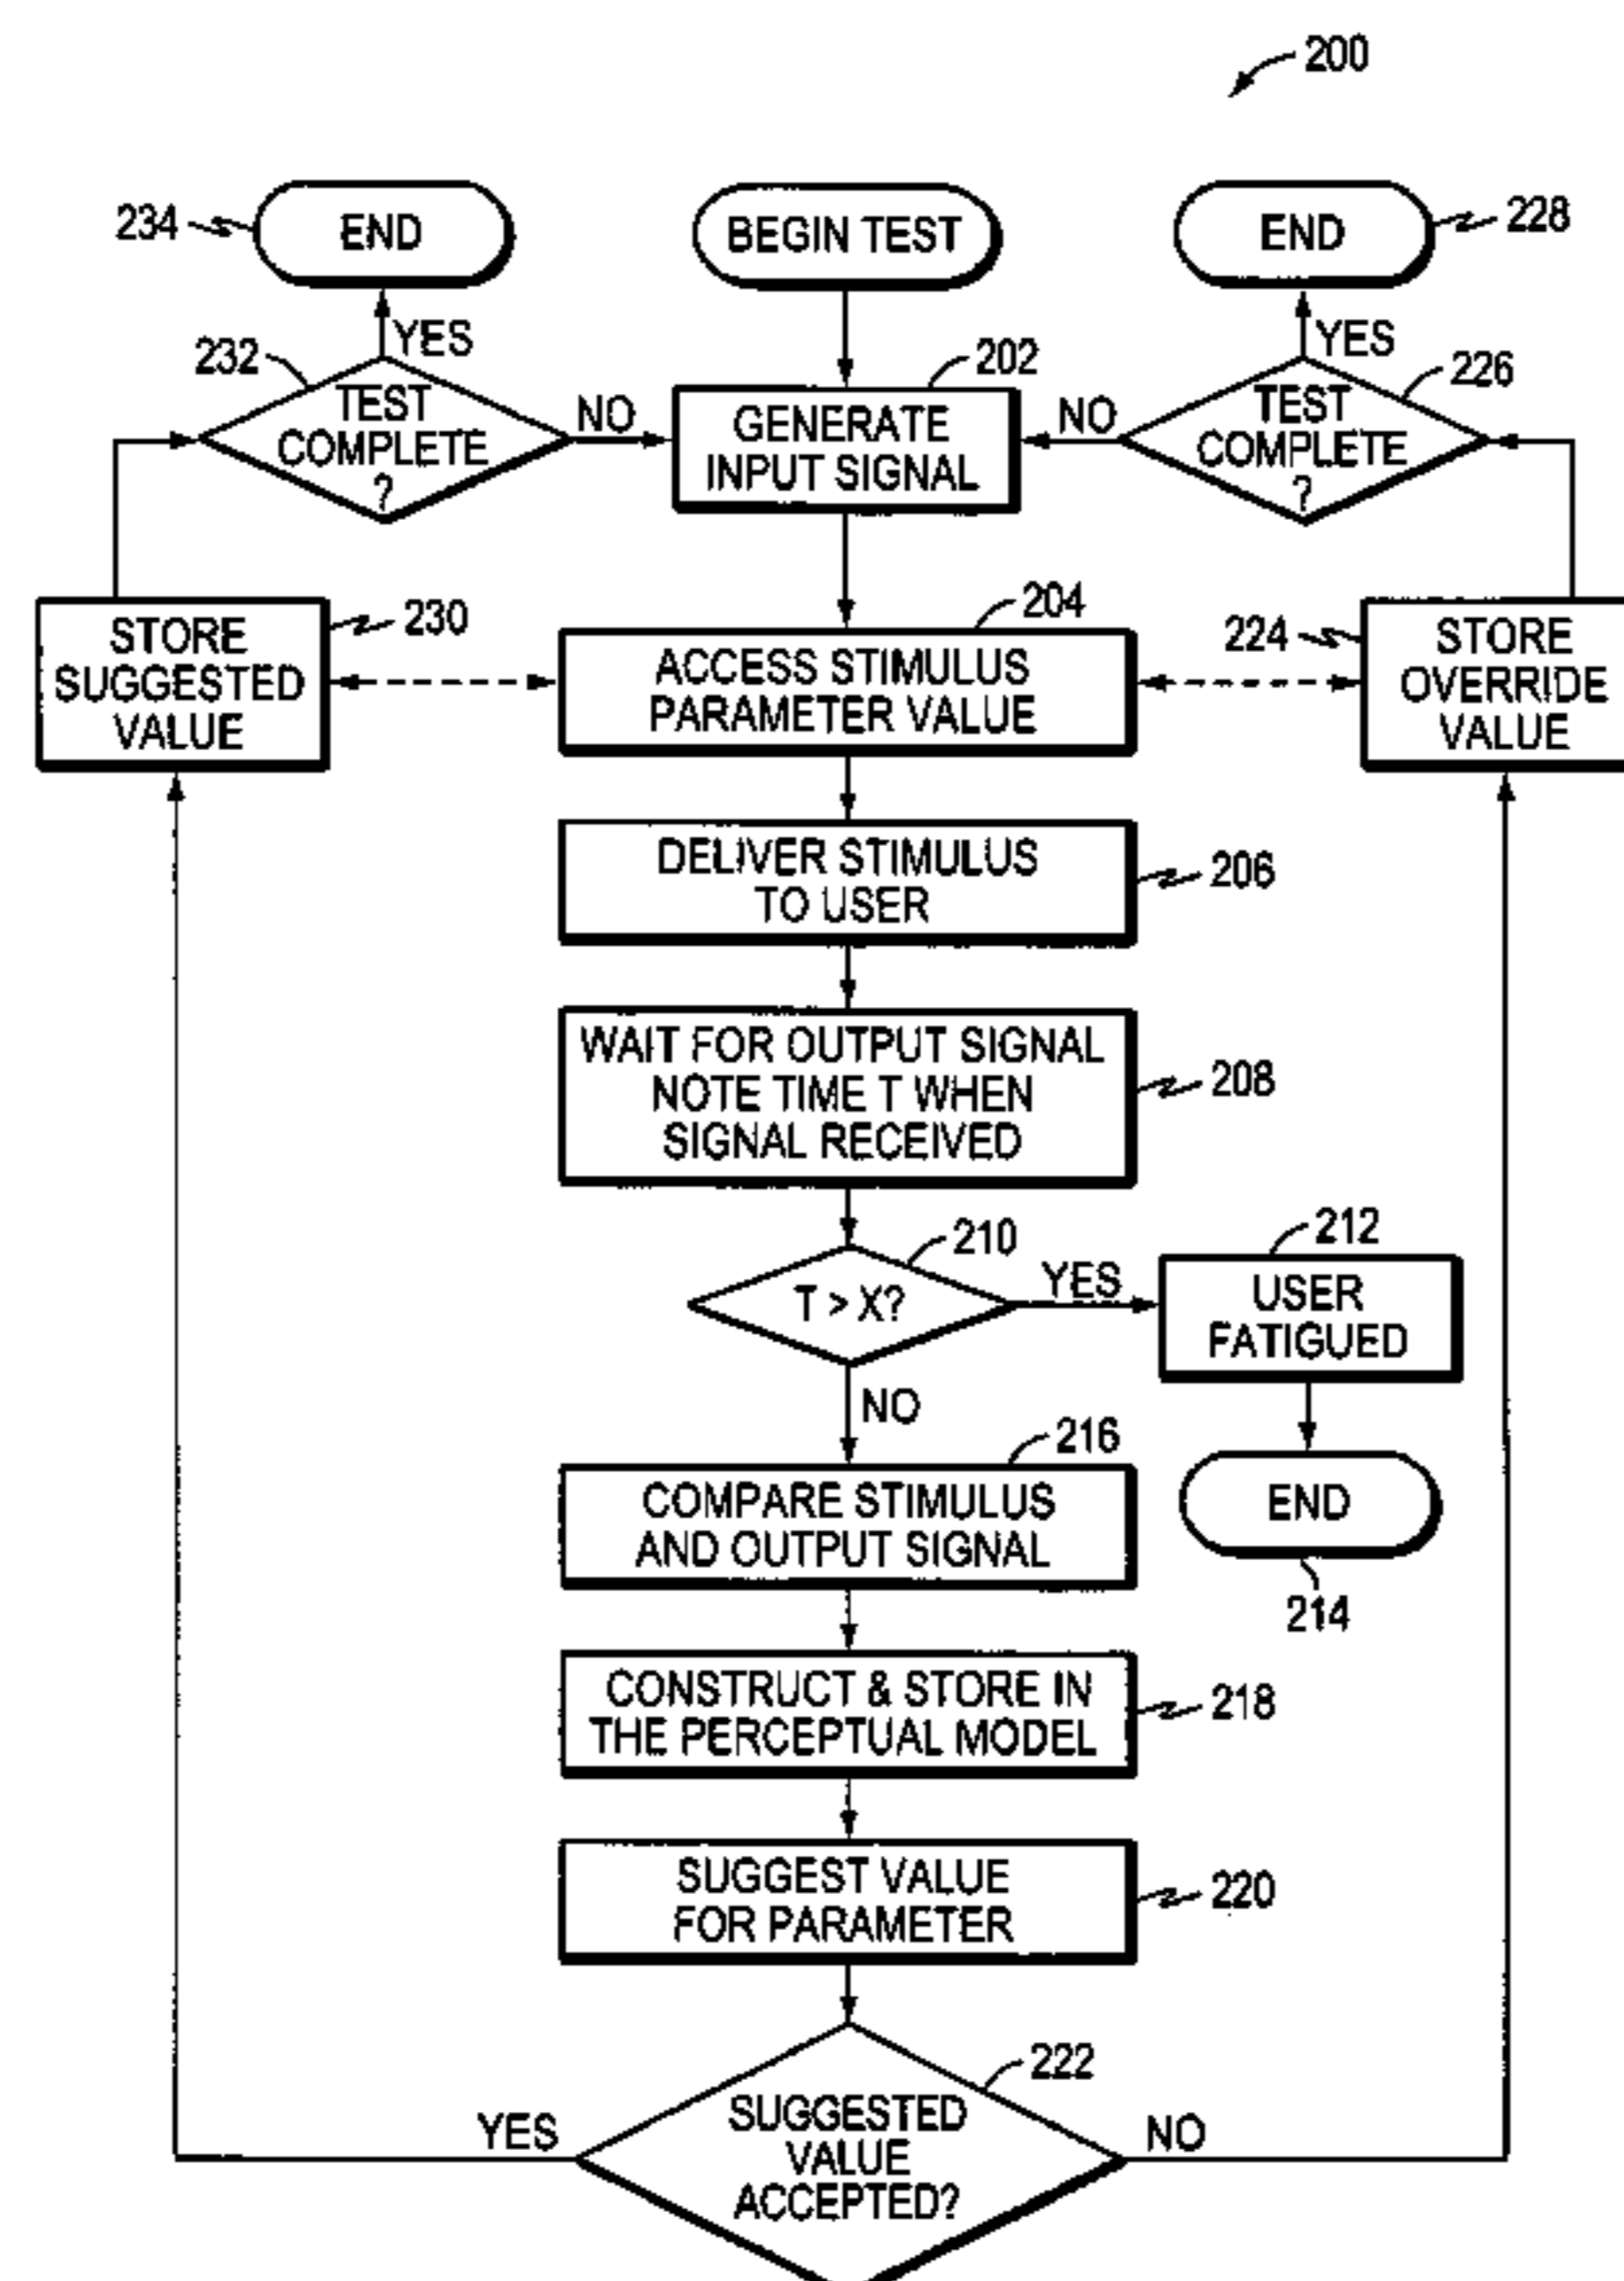 200
234
END
BEGIN TEST
END
228
YES
YES
232
202
226
TEST
COMPLETE
?
NO
GENERATE
INPUT SIGNAL
NO
TEST
COMPLETE
?
STORE
SUGGESTED
VALUE
230
204
ACCESS STIMULUS
PARAMETER VALUE
224
STORE
OVERRIDE
VALUE
DELIVER STIMULUS
TO USER
206
WAIT FOR OUTPUT SIGNAL
NOTE TIME T WHEN
SIGNAL RECEIVED
208
210
T > X?
YES
212
USER
FATIGUED
NO
216
COMPARE STIMULUS
AND OUTPUT SIGNAL
END
214
CONSTRUCT & STORE IN
THE PERCEPTUAL MODEL
218
SUGGEST VALUE
FOR PARAMETER
220
222
YES
SUGGESTED
VALUE
ACCEPTED?
NO